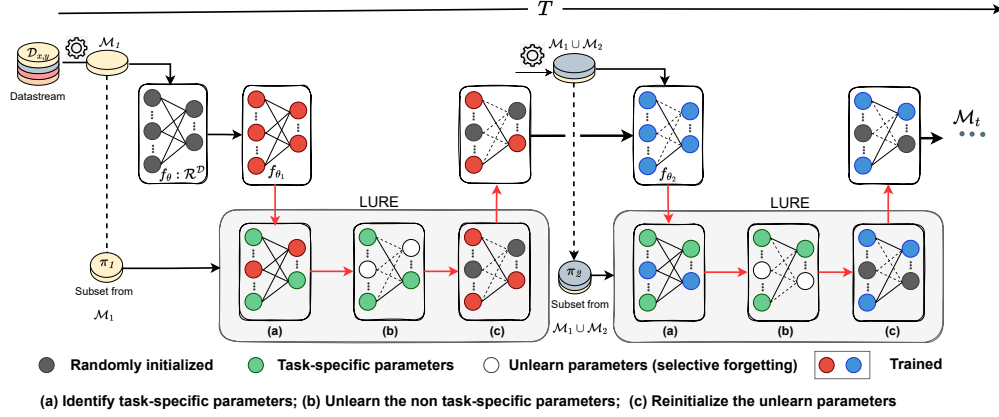 T
𝓜₁
𝓜₁ ∪ 𝓜₂
𝒟ₓ,ᵧ
Datastream
𝓜ₜ
f_θ : 𝓡^𝒟
f_θ₁
f_θ₂
LURE
LURE
π₁
π₂
Subset from
𝓜₁
Subset from
𝓜₁ ∪ 𝓜₂
(a) (b) (c)
(a) (b) (c)
Randomly initialized Task-specific parameters Unlearn parameters (selective forgetting) Trained
(a) Identify task-specific parameters; (b) Unlearn the non task-specific parameters; (c) Reinitialize the unlearn parameters